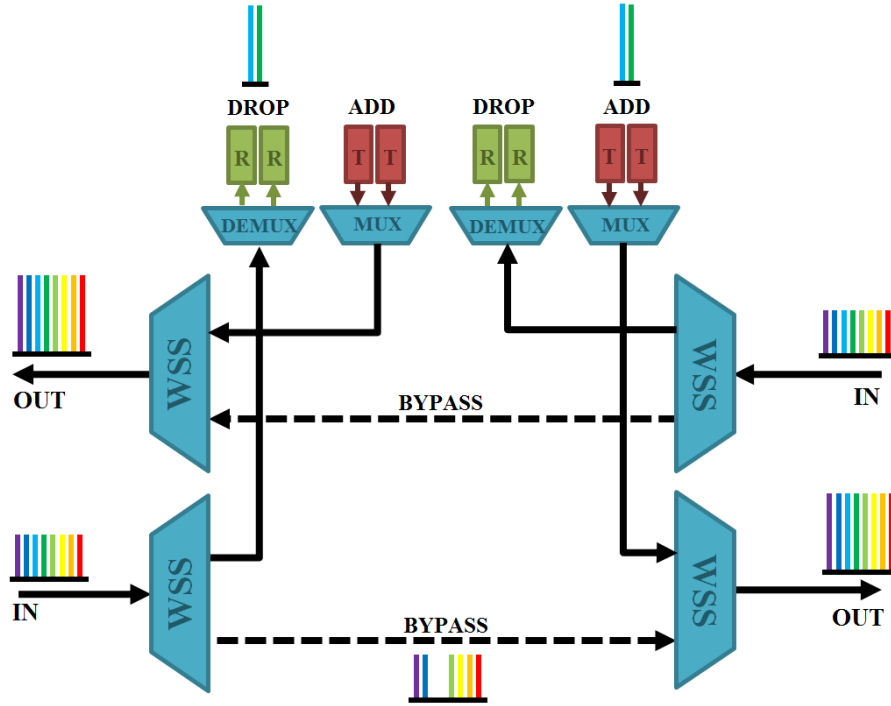 DROP ADD DROP ADD
R R T T R R T T
DEMUX MUX DEMUX MUX
WSS WSS
OUT BYPASS IN
WSS WSS
IN BYPASS OUT